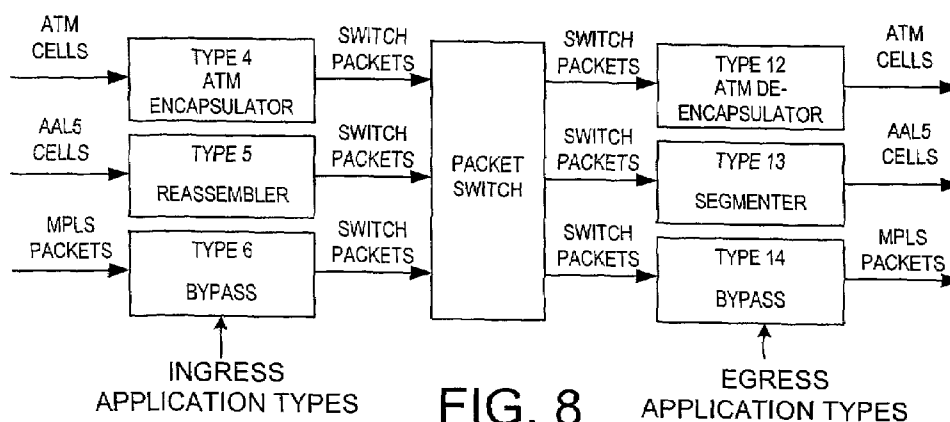 ATM
CELLS
TYPE 4
ATM
ENCAPSULATOR
SWITCH
PACKETS
AAL5
CELLS
TYPE 5
REASSEMBLER
SWITCH
PACKETS
MPLS
PACKETS
TYPE 6
BYPASS
SWITCH
PACKETS
PACKET
SWITCH
SWITCH
PACKETS
TYPE 12
ATM DE-
ENCAPSULATOR
ATM
CELLS
SWITCH
PACKETS
TYPE 13
SEGMENTER
AAL5
CELLS
SWITCH
PACKETS
TYPE 14
BYPASS
MPLS
PACKETS
INGRESS
APPLICATION TYPES
FIG. 8
EGRESS
APPLICATION TYPES